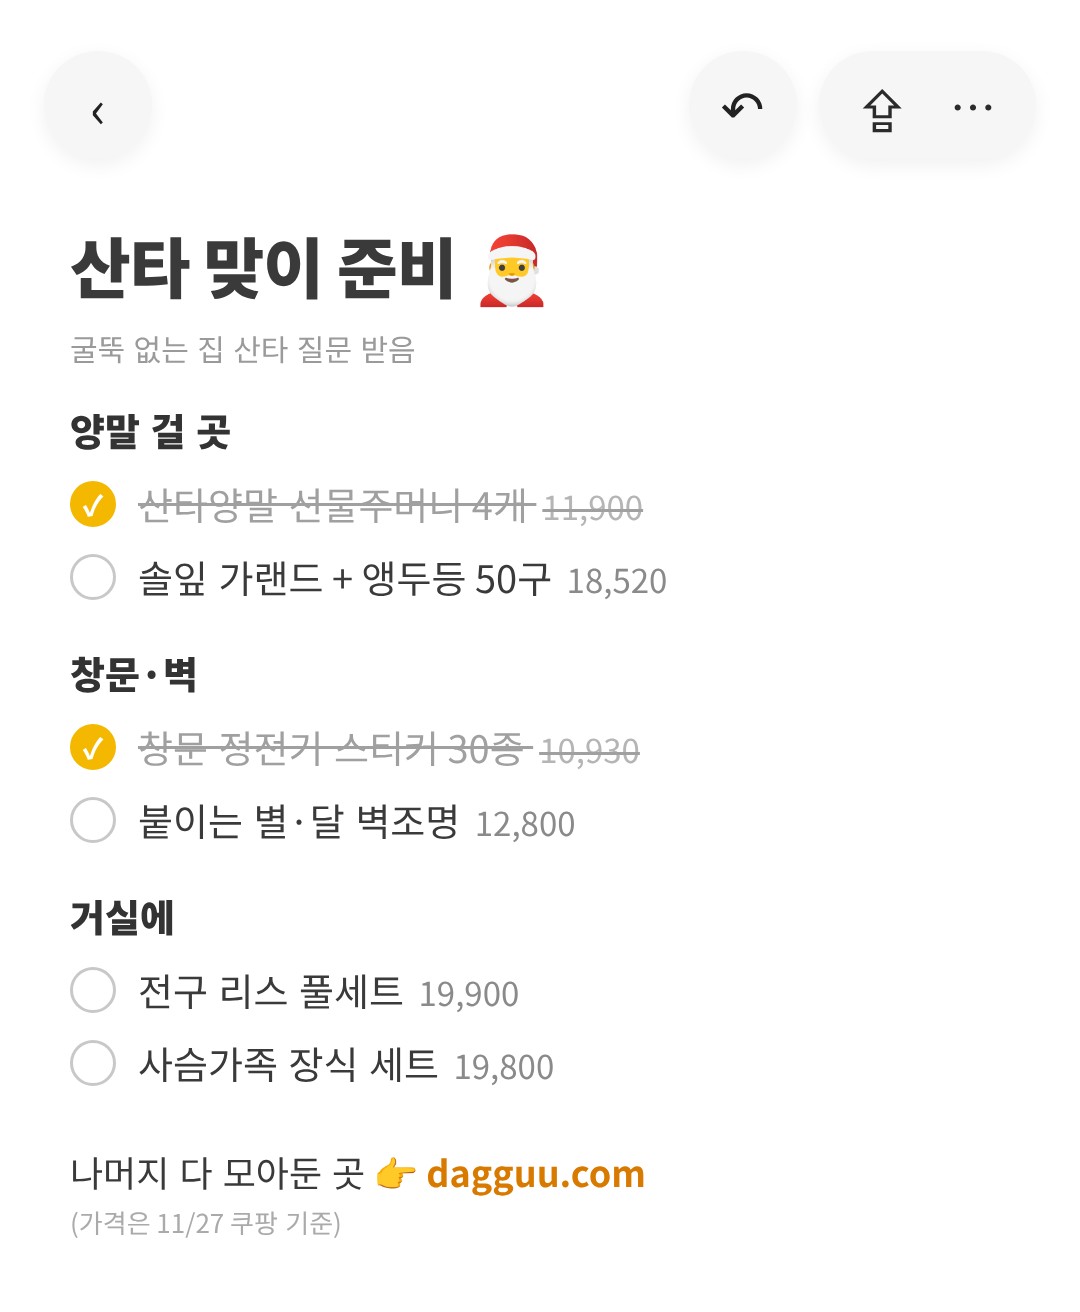 산타 맞이 준비 🎅
굴뚝 없는 집 산타 질문 받음
양말 걸 곳
산타양말 선물주머니 4개 11,900
솔잎 가랜드 + 앵두등 50구 18,520
창문·벽
창문 정전기 스티커 30종 10,930
붙이는 별·달 벽조명 12,800
거실에
전구 리스 풀세트 19,900
사슴가족 장식 세트 19,800
나머지 다 모아둔 곳 👉 dagguu.com
(가격은 11/27 쿠팡 기준)